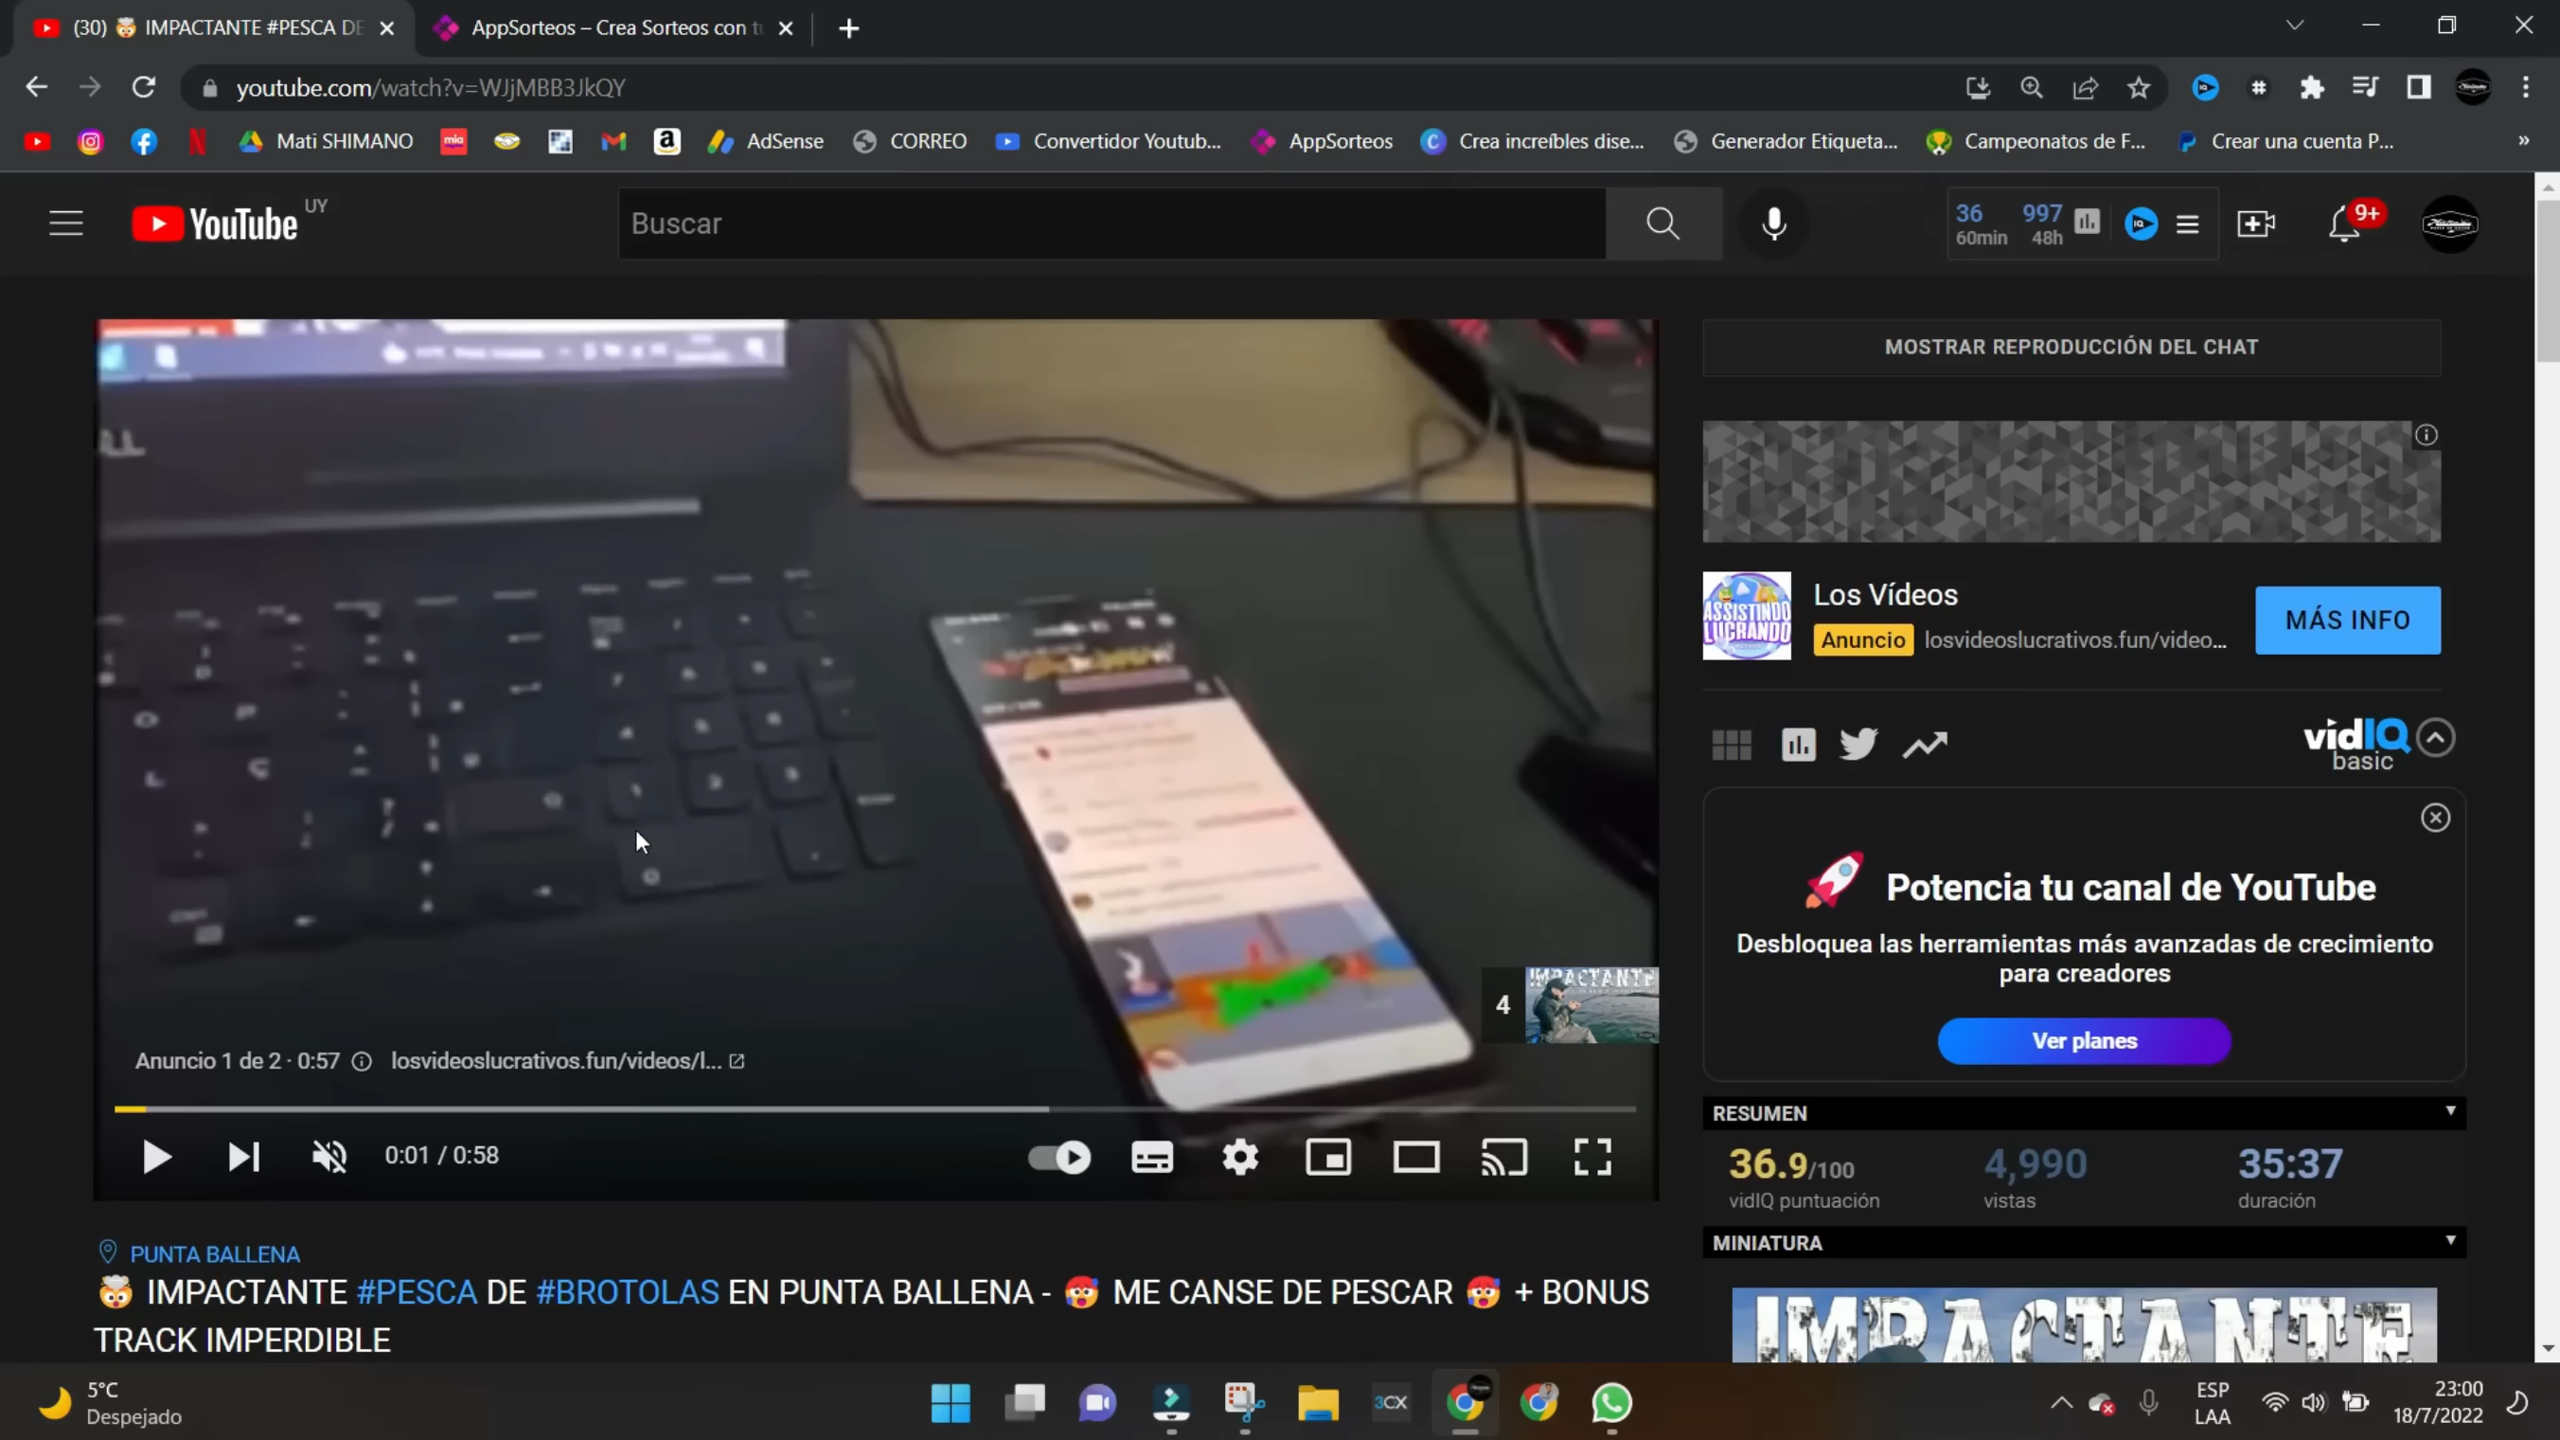 (30) 🤯 IMPACTANTE #PESCA DE
AppSorteos – Crea Sorteos con t
youtube.com/watch?v=WJjMBB3JkQY
Mati SHIMANO
mio
AdSense
CORREO
Convertidor Youtub...
AppSorteos
Crea increíbles dise...
Generador Etiqueta...
Campeonatos de F...
Crear una cuenta P...
»
YouTube UY
Buscar
36 997
60min 48h
9+
MOSTRAR REPRODUCCIÓN DEL CHAT
ASSISTINDO
LUCRANDO
Los Vídeos
Anuncio losvideoslucrativos.fun/video...
MÁS INFO
vidIQ
basic
Potencia tu canal de YouTube
Desbloquea las herramientas más avanzadas de crecimiento
para creadores
Ver planes
4
IMPACTANTE
Anuncio 1 de 2 · 0:57
losvideoslucrativos.fun/videos/l...
0:01 / 0:58
RESUMEN
36.9/100 4,990 35:37
vidIQ puntuación vistas duración
MINIATURA
IMPACTANTE
PUNTA BALLENA
🤯 IMPACTANTE #PESCA DE #BROTOLAS EN PUNTA BALLENA - 🥵 ME CANSE DE PESCAR 🥵 + BONUS
TRACK IMPERDIBLE
5°C
Despejado
3CX
ESP
LAA
23:00
18/7/2022